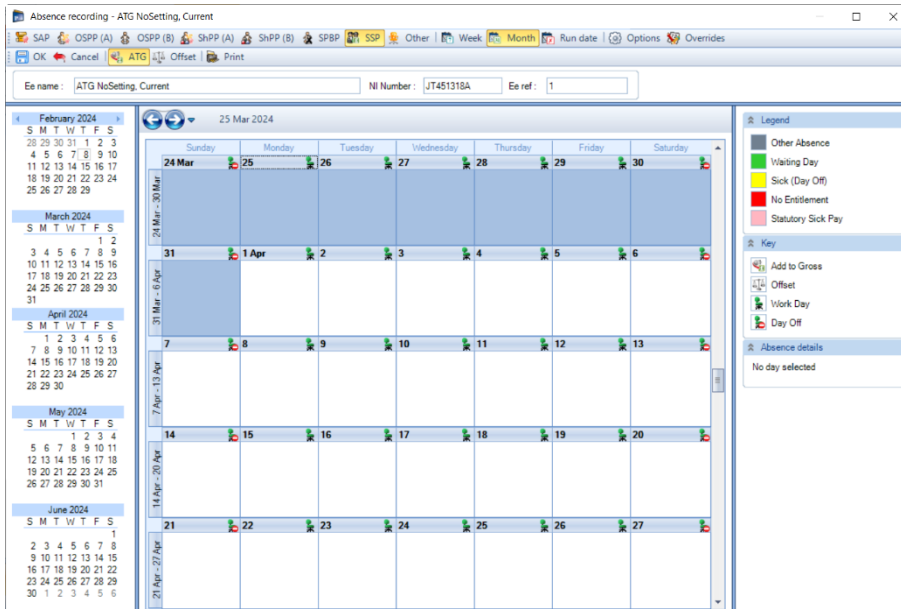 Absence recording - ATG NoSetting, Current
SAP OSPP (A) OSPP (B) ShPP (A) ShPP (B) SPBP SSP Other Week Month Run date Options Overrides
OK Cancel ATG Offset Print
Ee name : ATG NoSetting, Current NI Number : JT451318A Ee ref : 1
February 2024
S M T W T F S
28 29 30 31 1 2 3
4 5 6 7 8 9 10
11 12 13 14 15 16 17
18 19 20 21 22 23 24
25 26 27 28 29
March 2024
S M T W T F S
1 2
3 4 5 6 7 8 9
10 11 12 13 14 15 16
17 18 19 20 21 22 23
24 25 26 27 28 29 30
31
April 2024
S M T W T F S
1 2 3 4 5 6
7 8 9 10 11 12 13
14 15 16 17 18 19 20
21 22 23 24 25 26 27
28 29 30
May 2024
S M T W T F S
1 2 3 4
5 6 7 8 9 10 11
12 13 14 15 16 17 18
19 20 21 22 23 24 25
26 27 28 29 30 31
June 2024
S M T W T F S
1
2 3 4 5 6 7 8
9 10 11 12 13 14 15
16 17 18 19 20 21 22
23 24 25 26 27 28 29
30 1 2 3 4 5 6
25 Mar 2024
Sunday Monday Tuesday Wednesday Thursday Friday Saturday
24 Mar 25 26 27 28 29 30
24 Mar - 30 Mar
31 1 Apr 2 3 4 5 6
31 Mar - 6 Apr
7 8 9 10 11 12 13
7 Apr - 13 Apr
14 15 16 17 18 19 20
14 Apr - 20 Apr
21 22 23 24 25 26 27
21 Apr - 27 Apr
Legend
Other Absence
Waiting Day
Sick (Day Off)
No Entitlement
Statutory Sick Pay
Key
Add to Gross
Offset
Work Day
Day Off
Absence details
No day selected